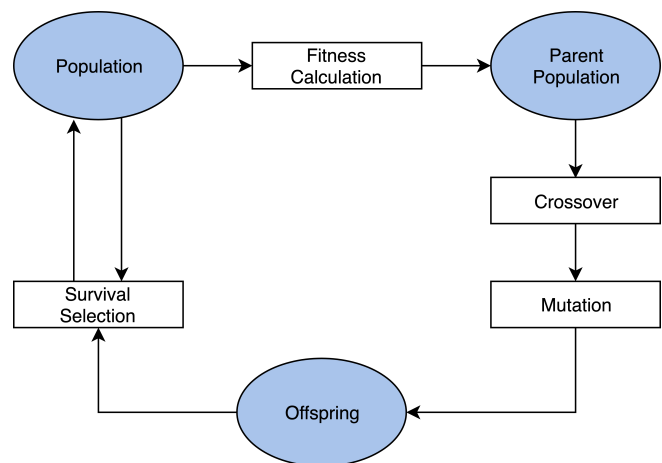 Population
Fitness
Calculation
Parent
Population
Crossover
Mutation
Survival
Selection
Offspring